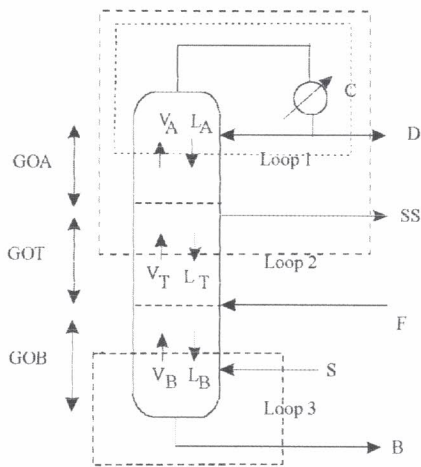 C
V_A L_A
D
GOA
Loop 1
SS
GOT
V_T L_T
Loop 2
F
GOB
V_B L_B
S
Loop 3
B